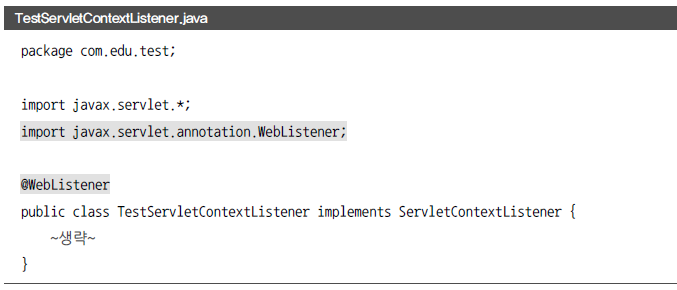 TestServletContextListener.java
package com.edu.test;
import javax.servlet.*;
import javax.servlet.annotation.WebListener;
@WebListener
public class TestServletContextListener implements ServletContextListener {
~생략~
}